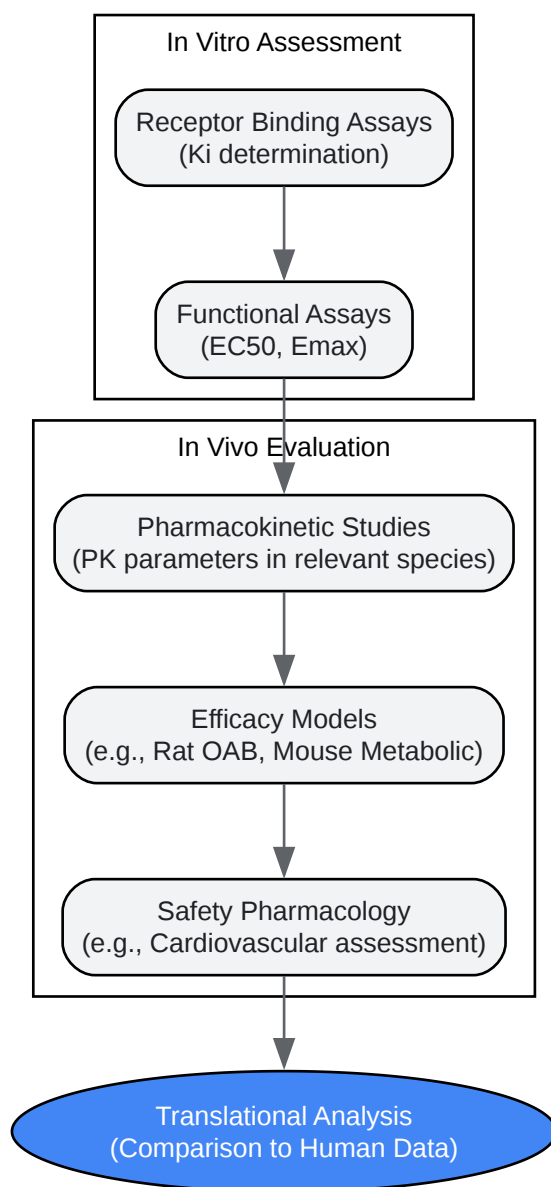 In Vitro Assessment
Receptor Binding Assays
(Ki determination)
Functional Assays
(EC50, Emax)
In Vivo Evaluation
Pharmacokinetic Studies
(PK parameters in relevant species)
Efficacy Models
(e.g., Rat OAB, Mouse Metabolic)
Safety Pharmacology
(e.g., Cardiovascular assessment)
Translational Analysis
(Comparison to Human Data)